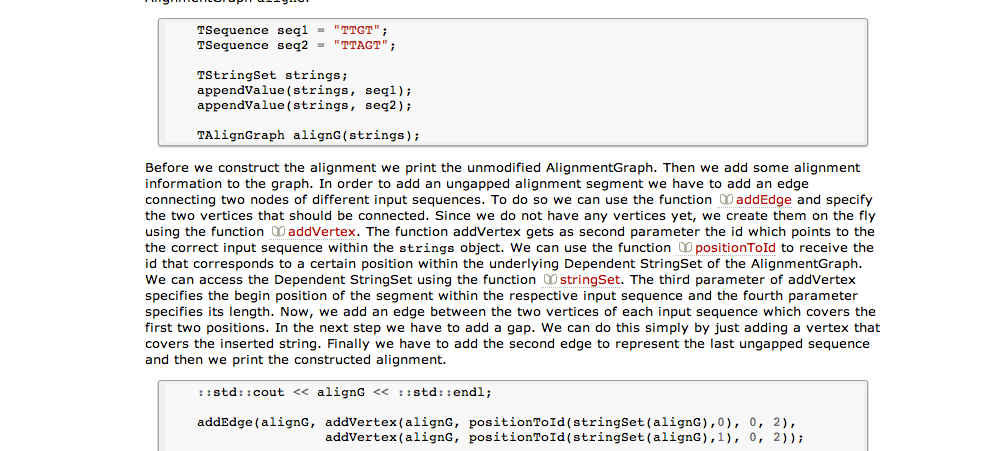 TSequence seq1 = "TTGT";
TSequence seq2 = "TTAGT";
TStringSet strings;
appendValue(strings, seq1);
appendValue(strings, seq2);
TAlignGraph alignG(strings);
Before we construct the alignment we print the unmodified AlignmentGraph. Then we add some alignment
information to the graph. In order to add an ungapped alignment segment we have to add an edge
connecting two nodes of different input sequences. To do so we can use the function addEdge and specify
the two vertices that should be connected. Since we do not have any vertices yet, we create them on the fly
using the function addVertex. The function addVertex gets as second parameter the id which points to the
the correct input sequence within the strings object. We can use the function positionToId to receive the
id that corresponds to a certain position within the underlying Dependent StringSet of the AlignmentGraph.
We can access the Dependent StringSet using the function stringSet. The third parameter of addVertex
specifies the begin position of the segment within the respective input sequence and the fourth parameter
specifies its length. Now, we add an edge between the two vertices of each input sequence which covers the
first two positions. In the next step we have to add a gap. We can do this simply by just adding a vertex that
covers the inserted string. Finally we have to add the second edge to represent the last ungapped sequence
and then we print the constructed alignment.
::std::cout << alignG << ::std::endl;
addEdge(alignG, addVertex(alignG, positionToId(stringSet(alignG),0), 0, 2),
addVertex(alignG, positionToId(stringSet(alignG),1), 0, 2));